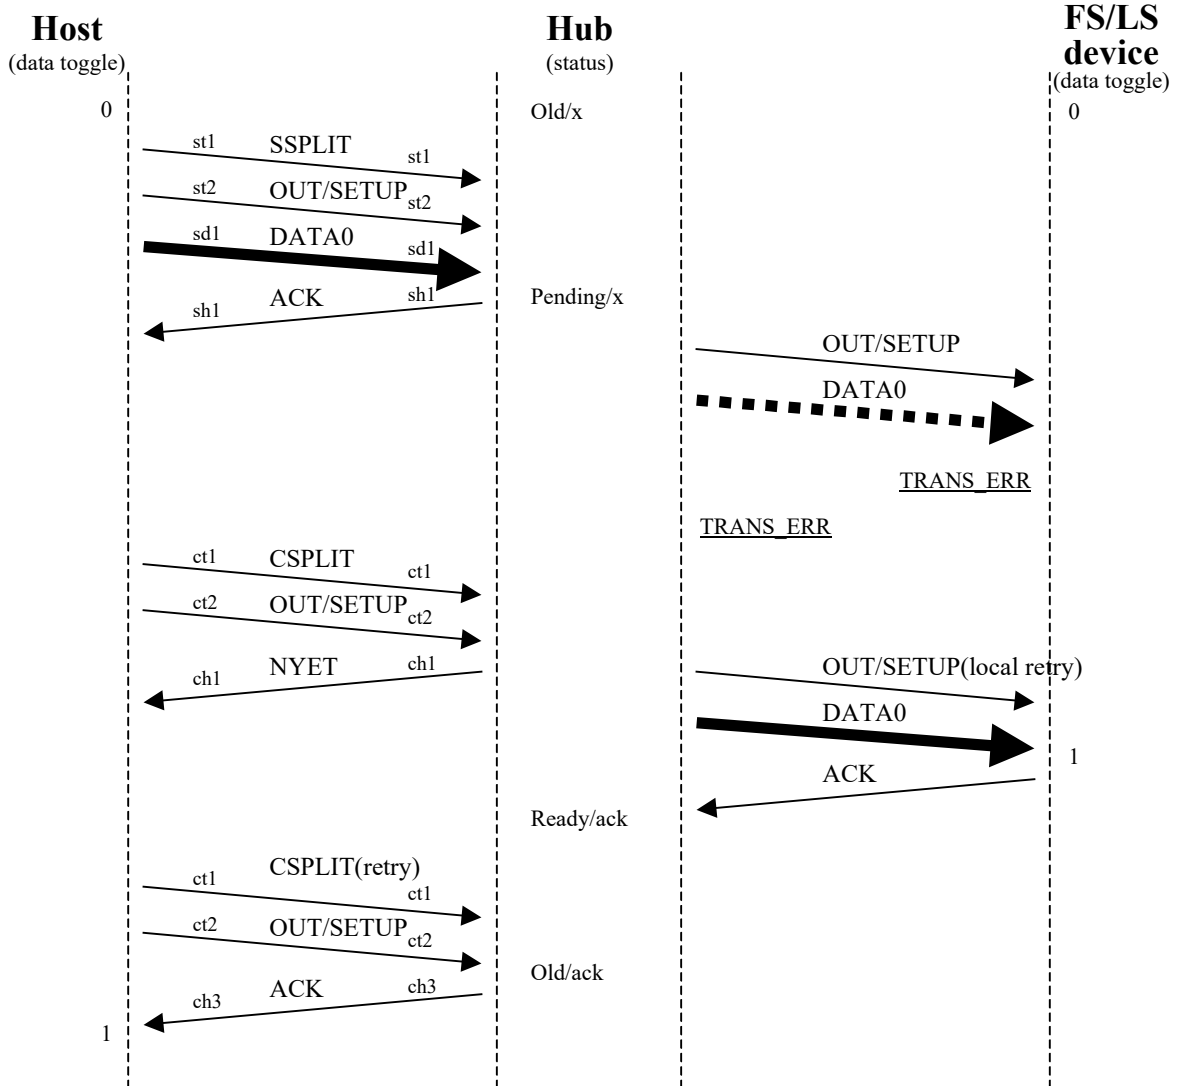 Host
(data toggle)
Hub
(status)
FS/LS
device
(data toggle)
0
Old/x
0
st1 SSPLIT st1
st2 OUT/SETUP st2
sd1 DATA0 sd1
sh1 ACK sh1
Pending/x
OUT/SETUP
DATA0
TRANS_ERR
TRANS_ERR
ct1 CSPLIT ct1
ct2 OUT/SETUP ct2
ch1 NYET ch1
OUT/SETUP(local retry)
DATA0
1
ACK
Ready/ack
ct1 CSPLIT(retry) ct1
ct2 OUT/SETUP ct2
Old/ack
ch3 ACK ch3
1